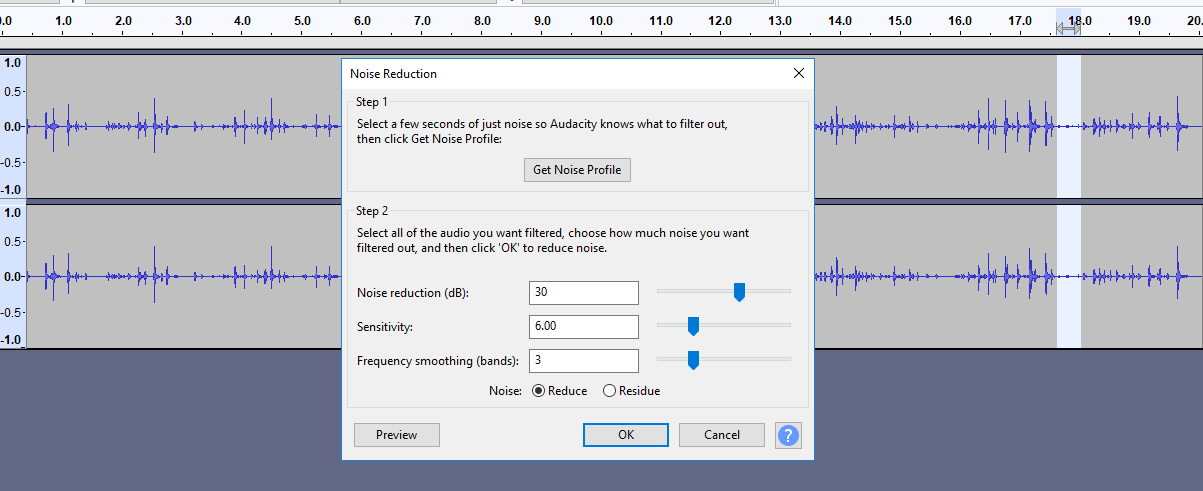 0.0 1.0 2.0 3.0 4.0 5.0 6.0 7.0 8.0 9.0 10.0 11.0 12.0 13.0 14.0 15.0 16.0 17.0 18.0 19.0 20.
1.0
0.5
0.0
-0.5
-1.0
1.0
0.5
0.0
-0.5
-1.0
Noise Reduction
Step 1
Select a few seconds of just noise so Audacity knows what to filter out,
then click Get Noise Profile:
Get Noise Profile
Step 2
Select all of the audio you want filtered, choose how much noise you want
filtered out, and then click 'OK' to reduce noise.
Noise reduction (dB): 30
Sensitivity: 6.00
Frequency smoothing (bands): 3
Noise: Reduce Residue
Preview OK Cancel ?